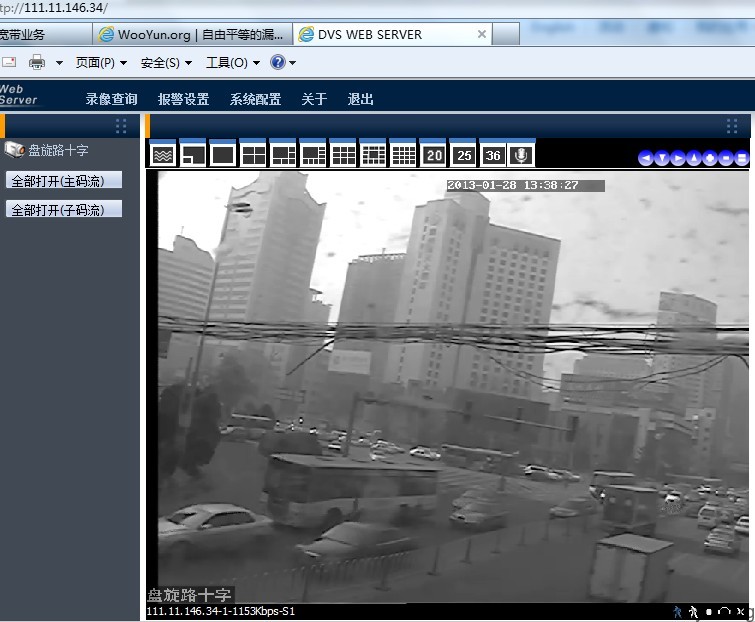 tp://111.11.146.34/
宽带业务 WooYun.org | 自由平等的漏... DVS WEB SERVER
页面(P) 安全(S) 工具(O)
Web
Server
录像查询 报警设置 系统配置 关于 退出
盘旋路十字
全部打开(主码流)
全部打开(子码流)
20 25 36
2013-01-28 13:38:27
盘旋路十字
111.11.146.34-1-1153Kbps-S1